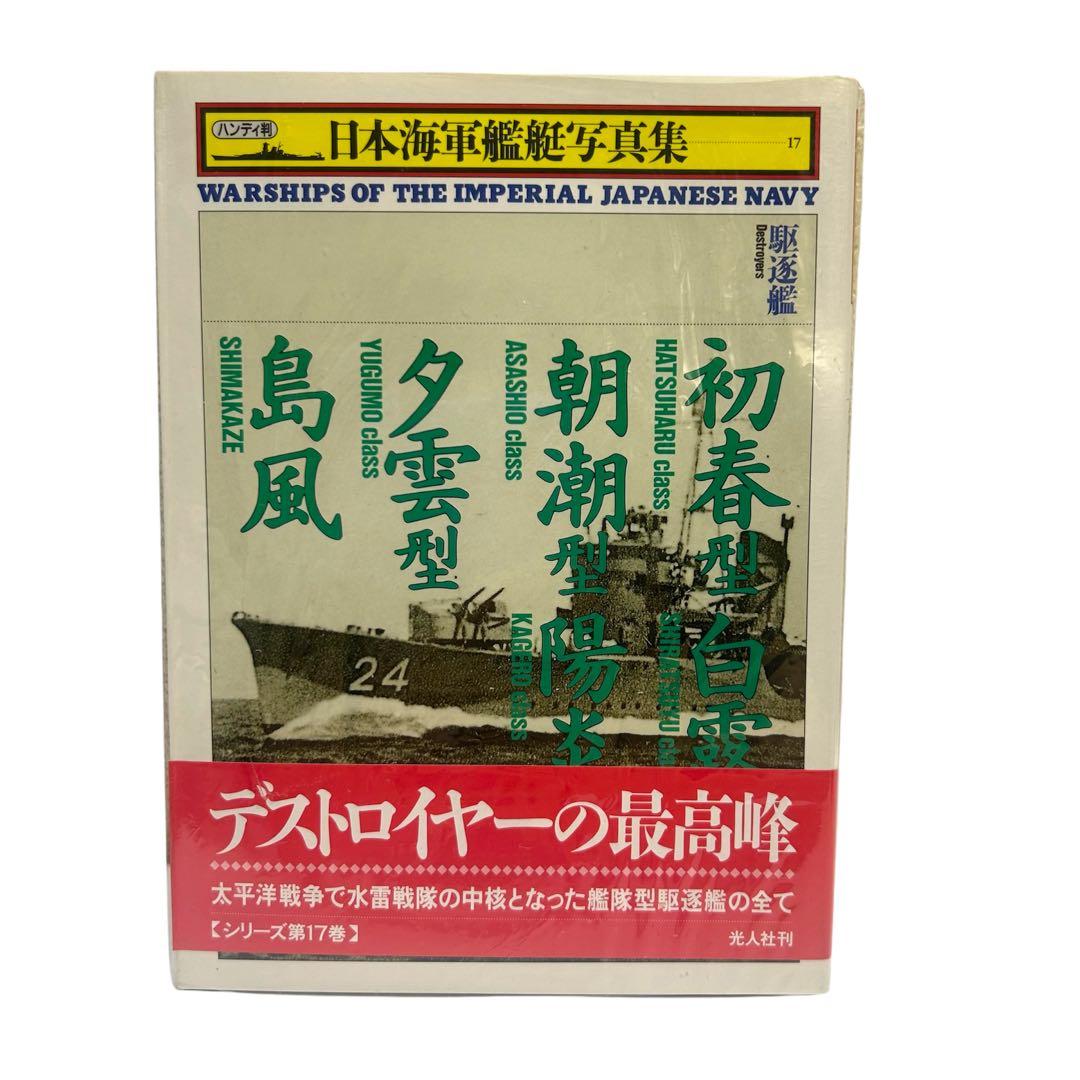 ハンディ判
日本海軍艦艇写真集
17
WARSHIPS OF THE IMPERIAL JAPANESE NAVY
駆逐艦
Destroyers
初春型白露
HATSUHARU class
SHIRATSUYU cla
朝潮型陽炎
ASASHIO class
KAGERO class
夕雲型
YUGUMO class
島風
SHIMAKAZE
24
デストロイヤーの最高峰
太平洋戦争で水雷戦隊の中核となった艦隊型駆逐艦の全て
【シリーズ第17巻】
光人社刊